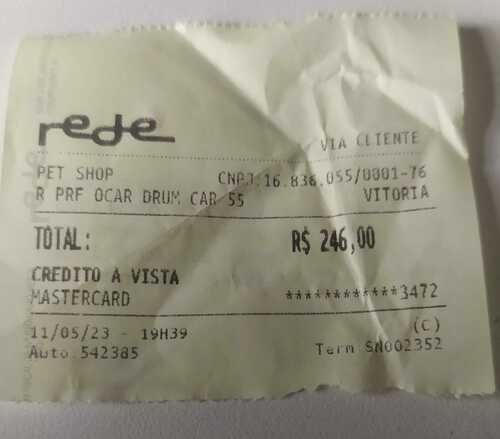 rede
VIA CLIENTE
PET SHOP CNPJ:16.836.055/0001-76
R PRF OCAR DRUM CAR 55 VITORIA
TOTAL: R$ 246,00
CREDITO A VISTA
MASTERCARD ************3472
11/05/23 - 19H39 (C)
Auto:542385 Term SN002352